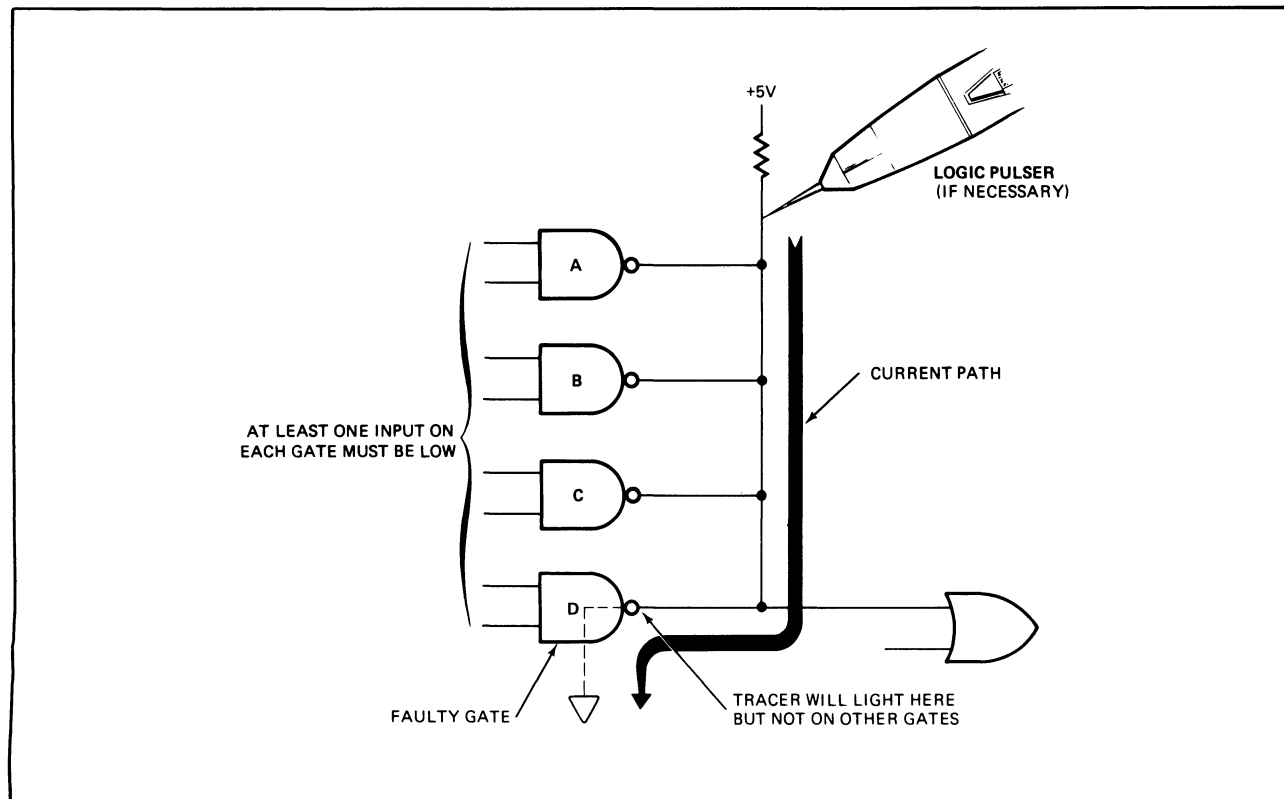 +5V
LOGIC PULSER
(IF NECESSARY)
A
B
CURRENT PATH
AT LEAST ONE INPUT ON
EACH GATE MUST BE LOW
C
D
FAULTY GATE
TRACER WILL LIGHT HERE
BUT NOT ON OTHER GATES